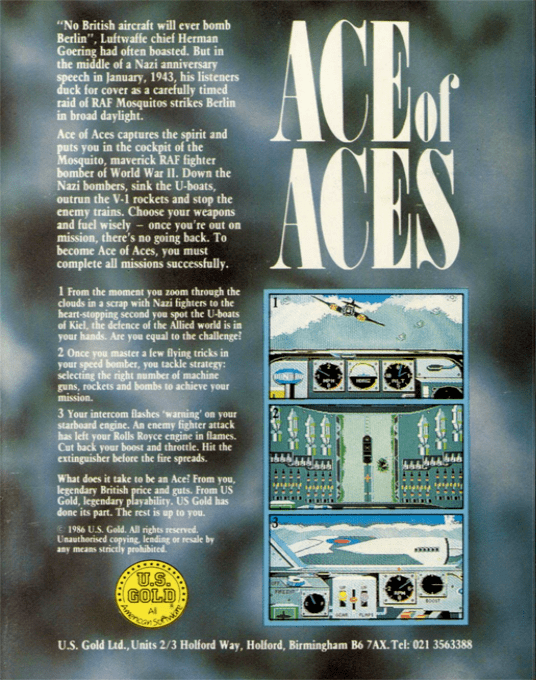 "No British aircraft will ever bomb
Berlin", Luftwaffe chief Herman
Goering had often boasted. But in
the middle of a Nazi anniversary
speech in January, 1943, his listeners
duck for cover as a carefully timed
raid of RAF Mosquitos strikes Berlin
in broad daylight.
Ace of Aces captures the spirit and
puts you in the cockpit of the
Mosquito, maverick RAF fighter
bomber of World War II. Down the
Nazi bombers, sink the U-boats,
outrun the V-1 rockets and stop the
enemy trains. Choose your weapons
and fuel wisely – once you're out on
mission, there's no going back. To
become Ace of Aces, you must
complete all missions successfully.
1 From the moment you zoom through the
clouds in a scrap with Nazi fighters to the
heart-stopping second you spot the U-boats
of Kiel, the defence of the Allied world is in
your hands. Are you equal to the challenge?
2 Once you master a few flying tricks in
your speed bomber, you tackle strategy:
selecting the right number of machine
guns, rockets and bombs to achieve your
mission.
3 Your intercom flashes 'warning' on your
starboard engine. An enemy fighter attack
has left your Rolls Royce engine in flames.
Cut back your boost and throttle. Hit the
extinguisher before the fire spreads.
What does it take to be an Ace? From you,
legendary British price and guts. From US
Gold, legendary playability. US Gold has
done its part. The rest is up to you.
© 1986 U.S. Gold. All rights reserved.
Unauthorised copying, lending or resale by
any means strictly prohibited.
U.S.
GOLD
All
American Software
ACE of
ACES
1
MPH
HORIZ
ALT
2
3
OFF
FIRE LIGHT
GEAR
FLAPS
RPM
BOOST
U.S. Gold Ltd., Units 2/3 Holford Way, Holford, Birmingham B6 7AX. Tel: 021 3563388